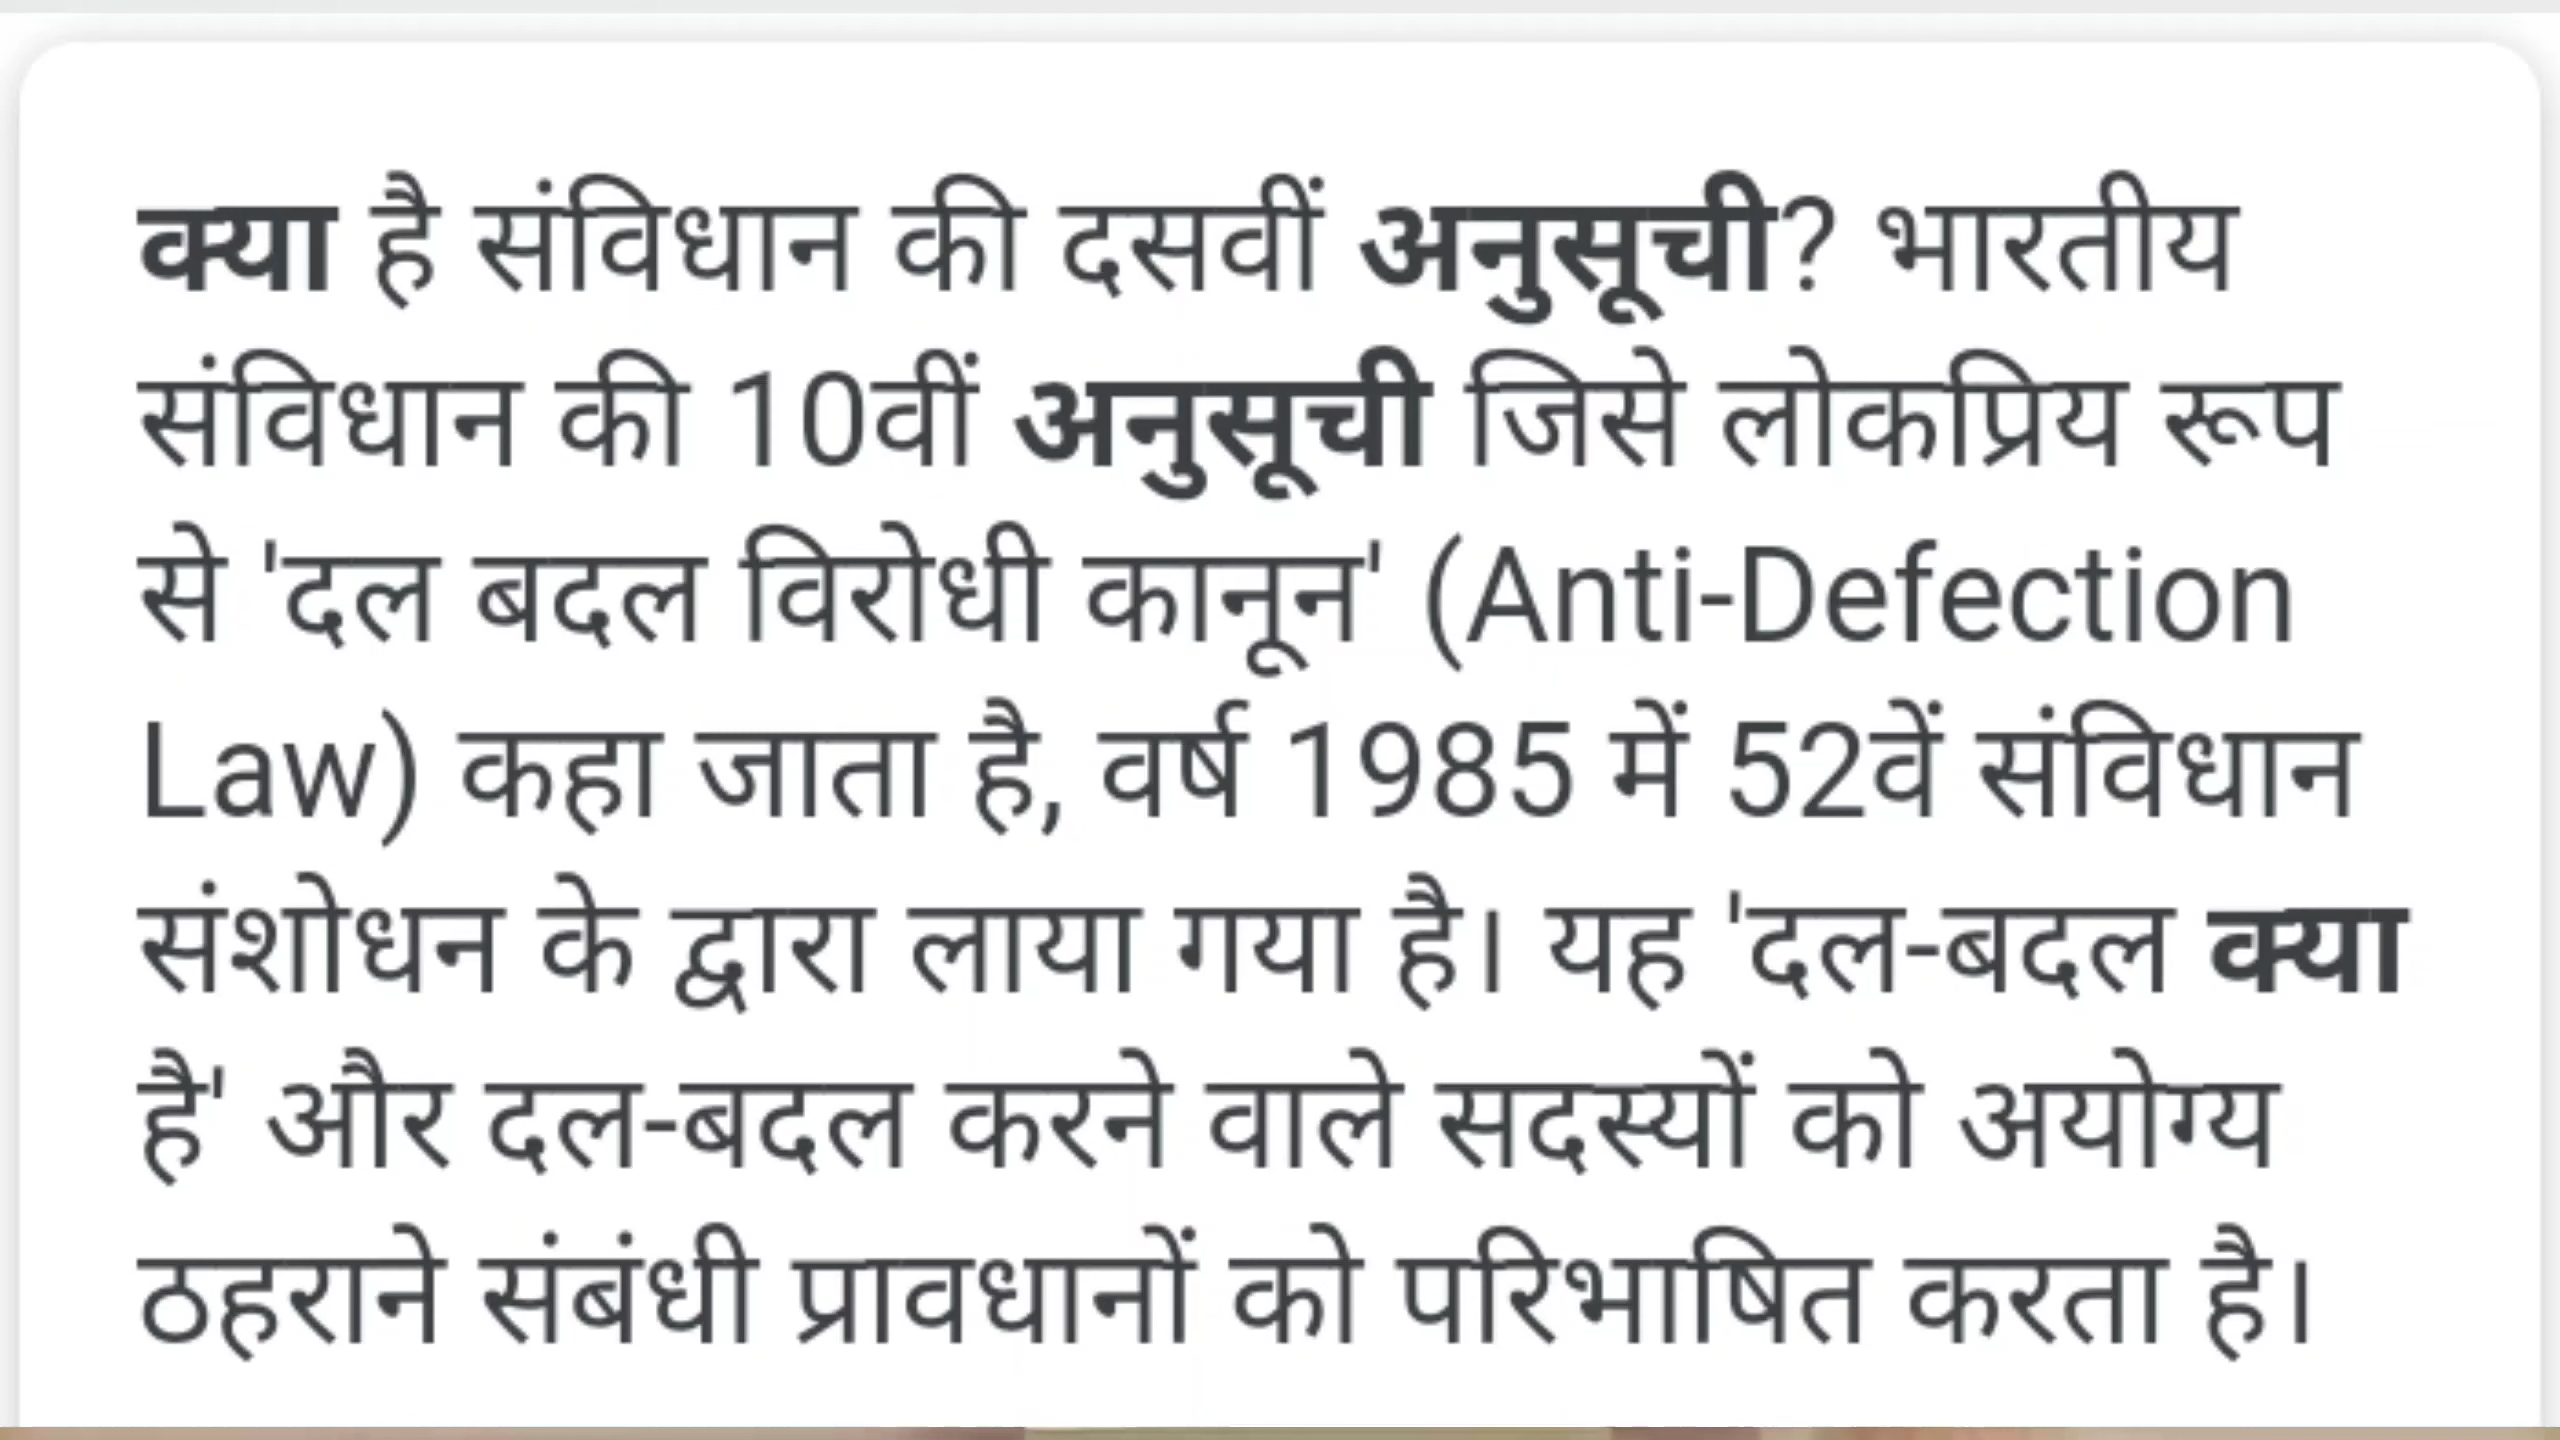 क्या है संविधान की दसवीं अनुसूची? भारतीय
संविधान की 10वीं अनुसूची जिसे लोकप्रिय रूप
से 'दल बदल विरोधी कानून' (Anti-Defection
Law) कहा जाता है, वर्ष 1985 में 52वें संविधान
संशोधन के द्वारा लाया गया है। यह 'दल-बदल क्या
है' और दल-बदल करने वाले सदस्यों को अयोग्य
ठहराने संबंधी प्रावधानों को परिभाषित करता है।